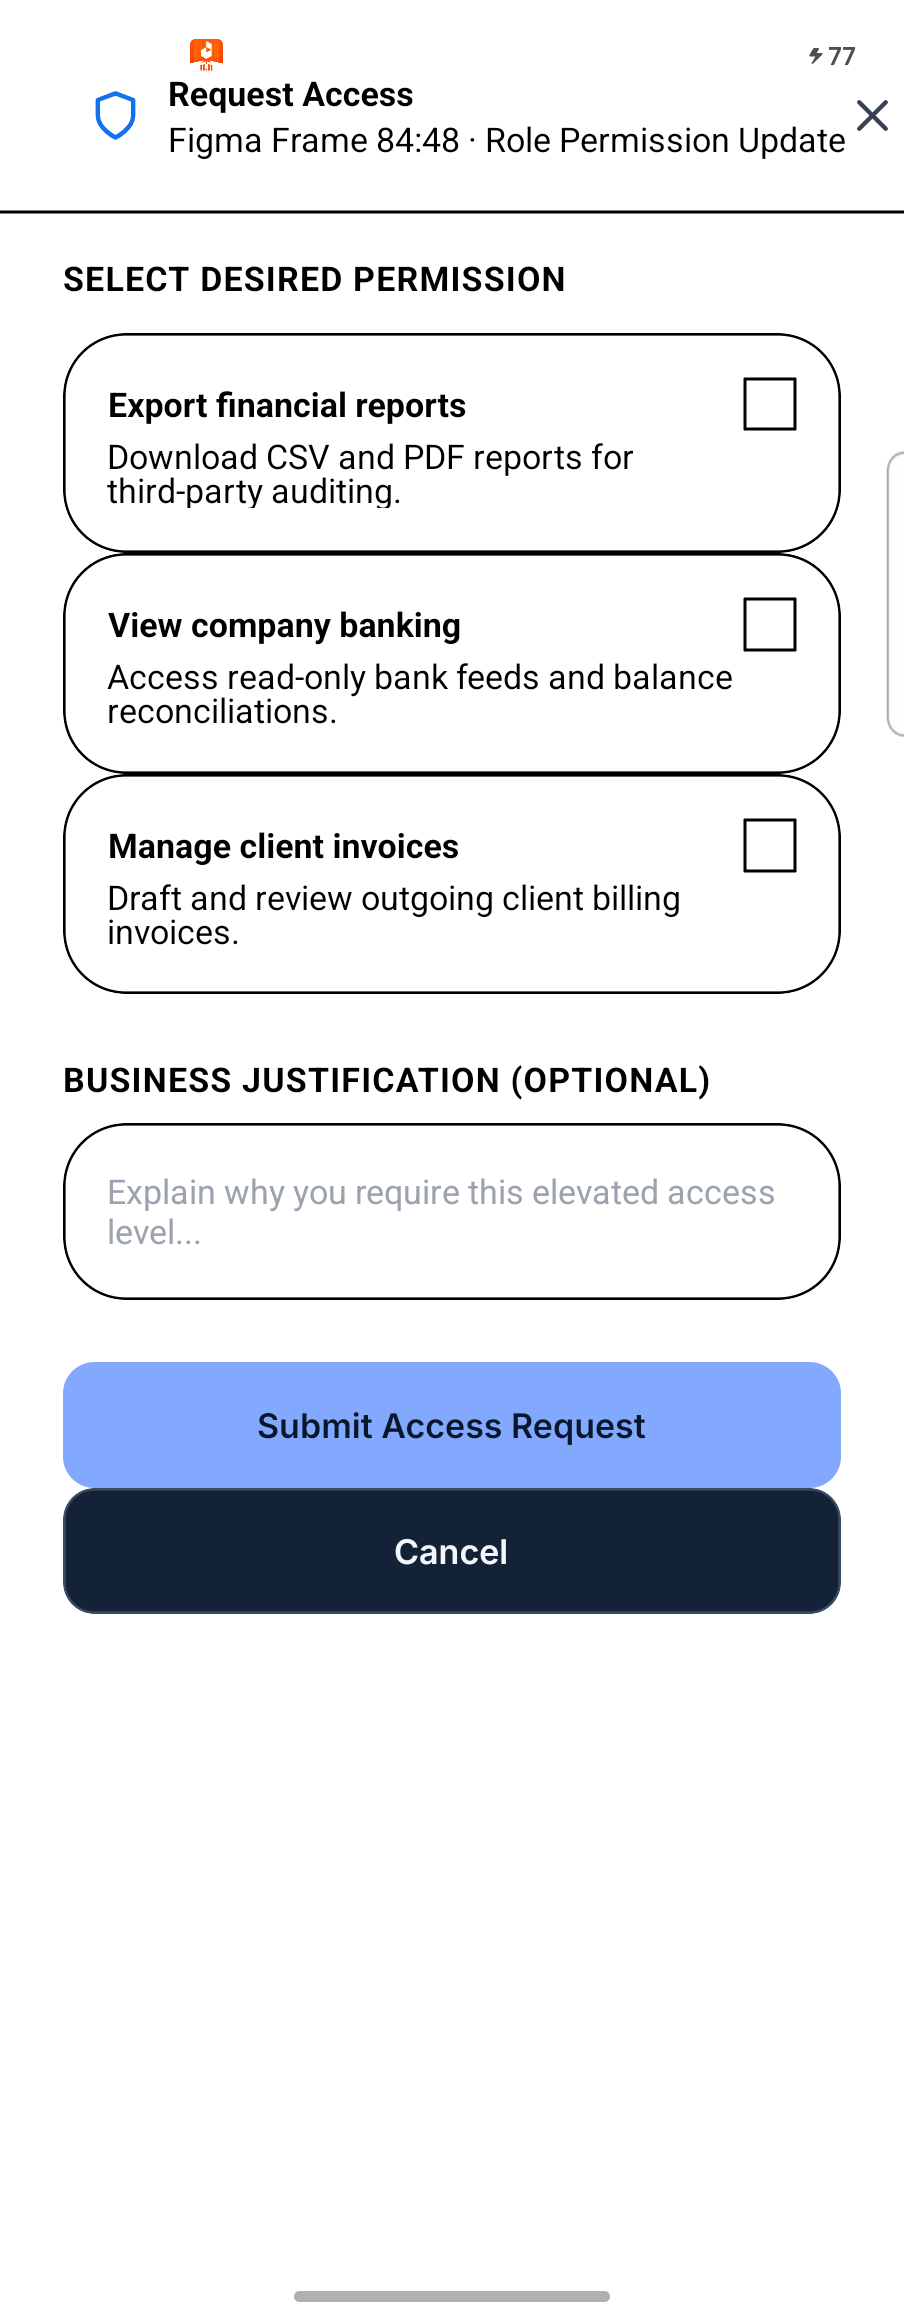 77
Request Access
Figma Frame 84:48 · Role Permission Update
SELECT DESIRED PERMISSION
Export financial reports
Download CSV and PDF reports for
third-party auditing.
View company banking
Access read-only bank feeds and balance
reconciliations.
Manage client invoices
Draft and review outgoing client billing
invoices.
BUSINESS JUSTIFICATION (OPTIONAL)
Explain why you require this elevated access
level...
Submit Access Request
Cancel